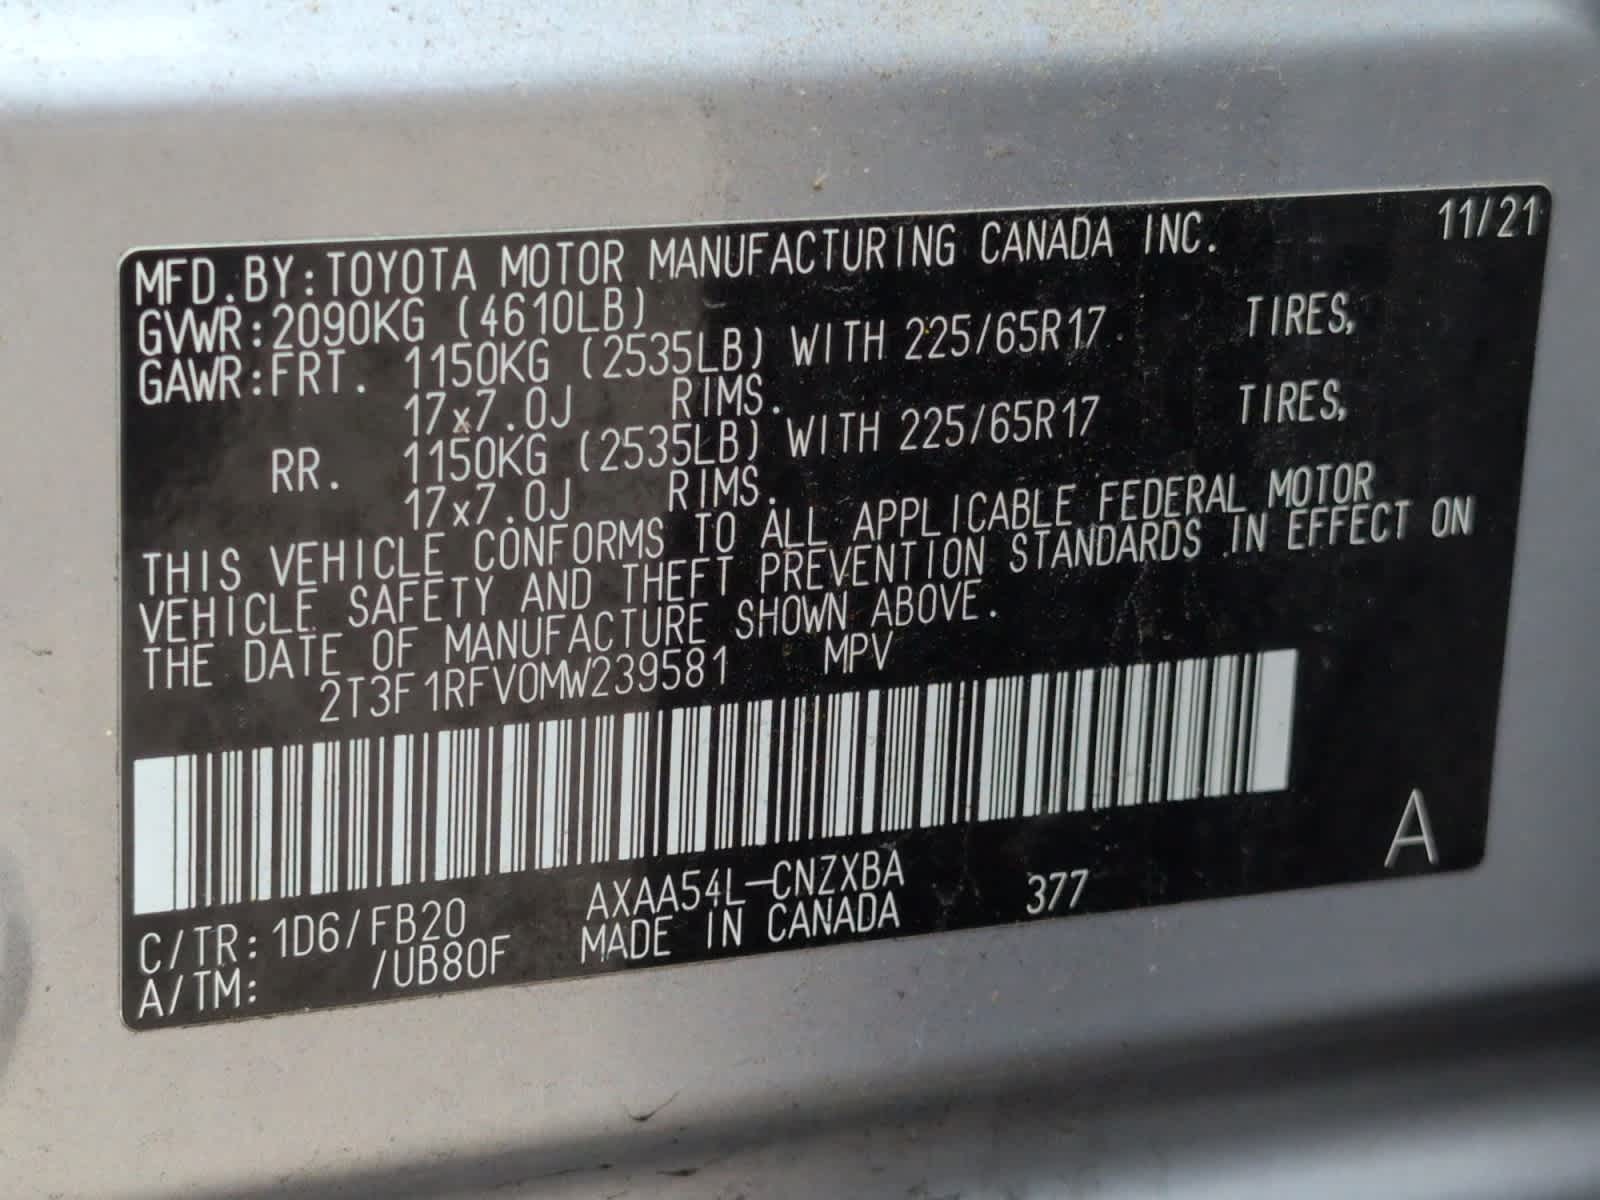 11/21
MFD.BY:TOYOTA MOTOR MANUFACTURING CANADA INC.
GVWR:2090KG (4610LB)
GAWR:FRT. 1150KG (2535LB) WITH 225/65R17 TIRES,
17x7.0J RIMS.
RR. 1150KG (2535LB) WITH 225/65R17 TIRES,
17x7.0J RIMS.
THIS VEHICLE CONFORMS TO ALL APPLICABLE FEDERAL MOTOR
VEHICLE SAFETY AND THEFT PREVENTION STANDARDS IN EFFECT ON
THE DATE OF MANUFACTURE SHOWN ABOVE.
2T3F1RFV0MW239581 MPV
A
C/TR: 1D6/FB20 AXAA54L-CNZXBA 377
A/TM: /UB80F MADE IN CANADA